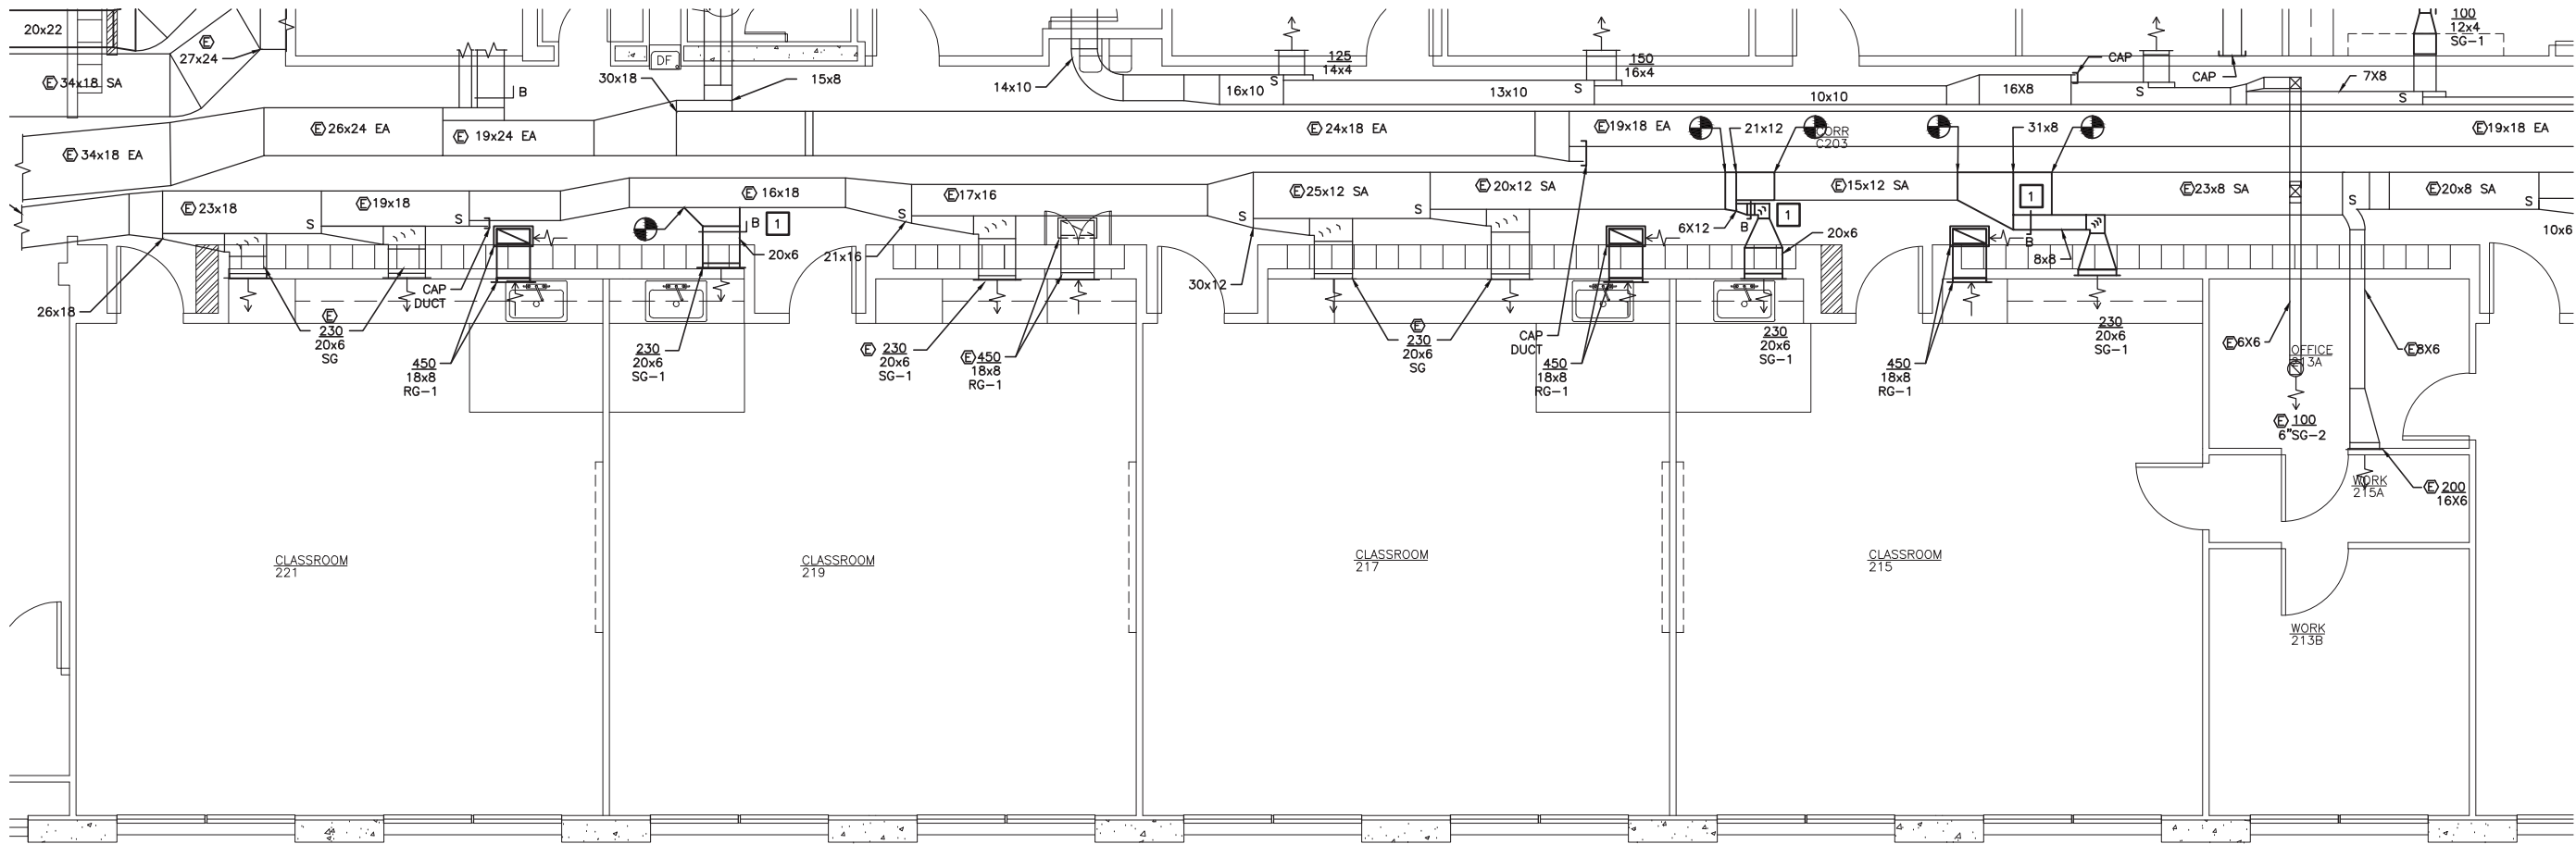 20x22
E
27x24
E 34x18 SA
B
DF
30x18
15x8
14x10
125
14x4
S
16x10
13x10
150
16x4
S
10x10
16X8
CAP
CAP
S
7X8
S
100
12x4
SG-1
E 34x18 EA
E 26x24 EA
E 19x24 EA
E 24x18 EA
E 19x18 EA
21x12
CORR
C203
31x8
E 19x18 EA
E 23x18
S
E 19x18
S
E 16x18
B
1
20x6
S
E 17x16
21x16
E 25x12 SA
S
E 20x12 SA
6X12
B
1
20x6
E 15x12 SA
1
B
8x8
E 23x8 SA
S
E 20x8 SA
S
10x6
26x18
CAP
DUCT
30x12
CAP
DUCT
E
230
20x6
SG
450
18x8
RG-1
230
20x6
SG-1
E 230
20x6
SG-1
E 450
18x8
RG-1
E
230
20x6
SG
450
18x8
RG-1
230
20x6
SG-1
450
18x8
RG-1
230
20x6
SG-1
E 6X6
OFFICE
213A
E 8X6
E 100
6"SG-2
WORK
215A
E 200
16X6
CLASSROOM
221
CLASSROOM
219
CLASSROOM
217
CLASSROOM
215
WORK
213B